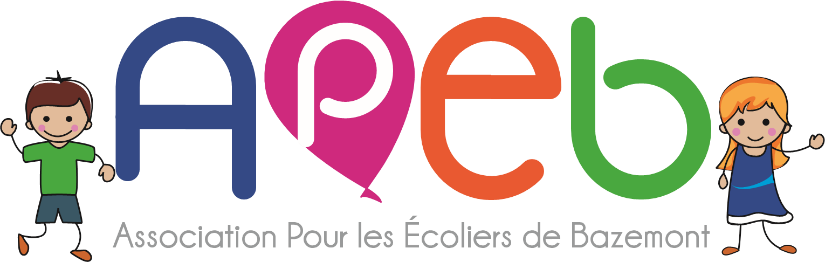 Apeb
Association Pour les Écoliers de Bazemont